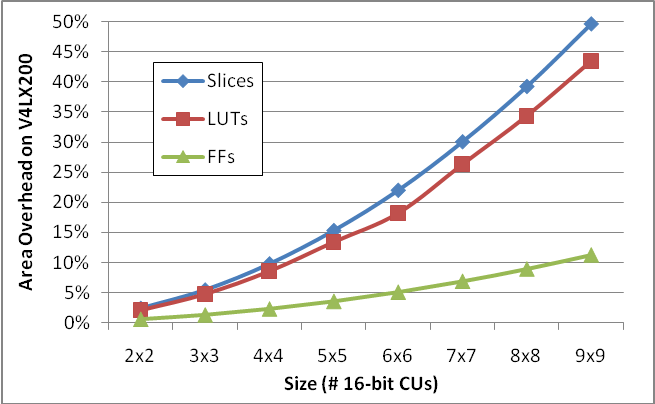 Area Overhead on V4LX200
50%
45%
40%
35%
30%
25%
20%
15%
10%
5%
0%
Slices
LUTs
FFs
2x2 3x3 4x4 5x5 6x6 7x7 8x8 9x9
Size (# 16-bit CUs)